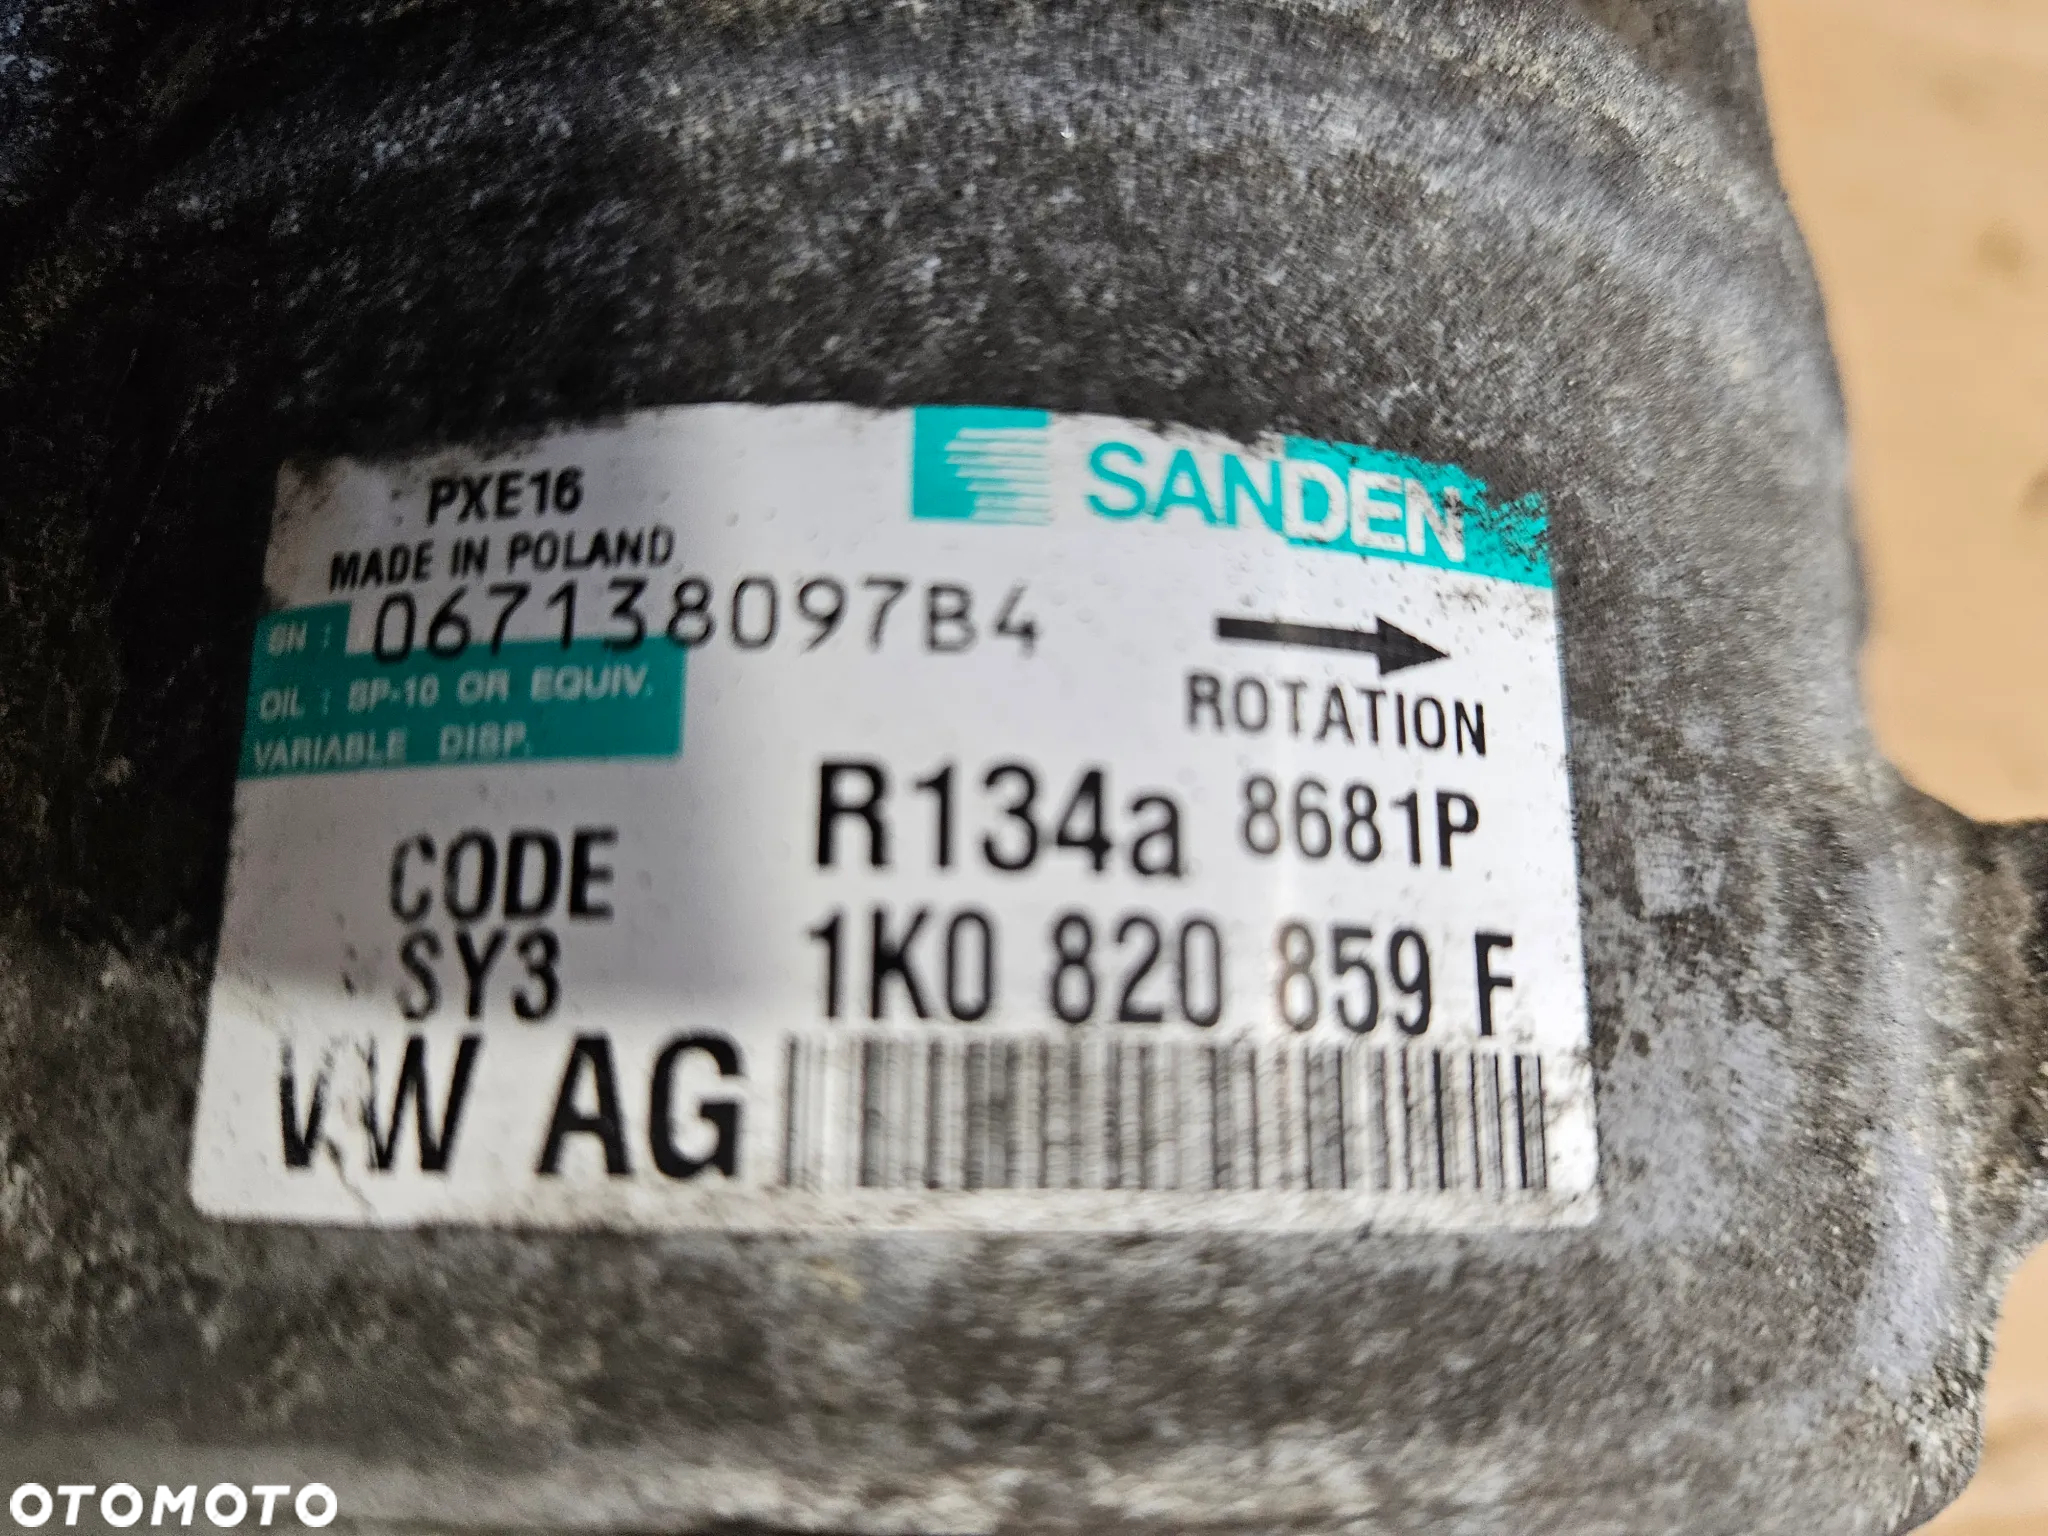 PXE16
SANDEN
MADE IN POLAND
SN : 067138097B4
OIL : SP-10 OR EQUIV.
VARIABLE DISP.
ROTATION
R134a 8681P
CODE
SY3
1K0 820 859 F
VW AG
OTOMOTO